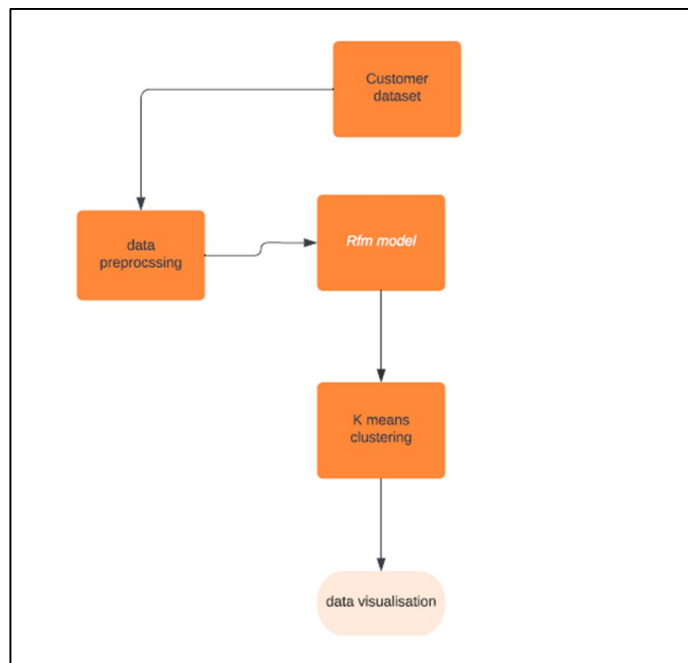 Customer
dataset
data
preprocssing
Rfm model
K means
clustering
data visualisation